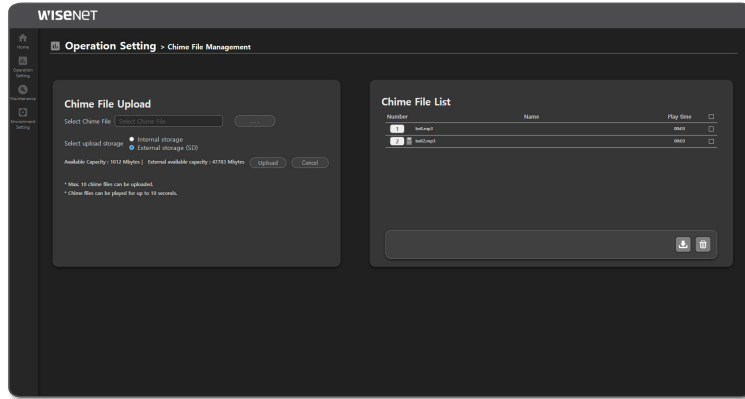 WISENET
Home
Operation Setting > Chime File Management
Operation
Setting
Maintenance
Environment
Setting
Chime File Upload
Select Chime File Select Chime File ...
Select upload storage Internal storage
External storage (SD)
Available Capacity : 1012 Mbytes | External available capacity : 47703 Mbytes Upload Cancel
* Max. 10 chime files can be uploaded.
* Chime files can be played for up to 10 seconds.
Chime File List
Number Name Play time
1 bell.mp3 00:03
2 bell2.mp3 00:03